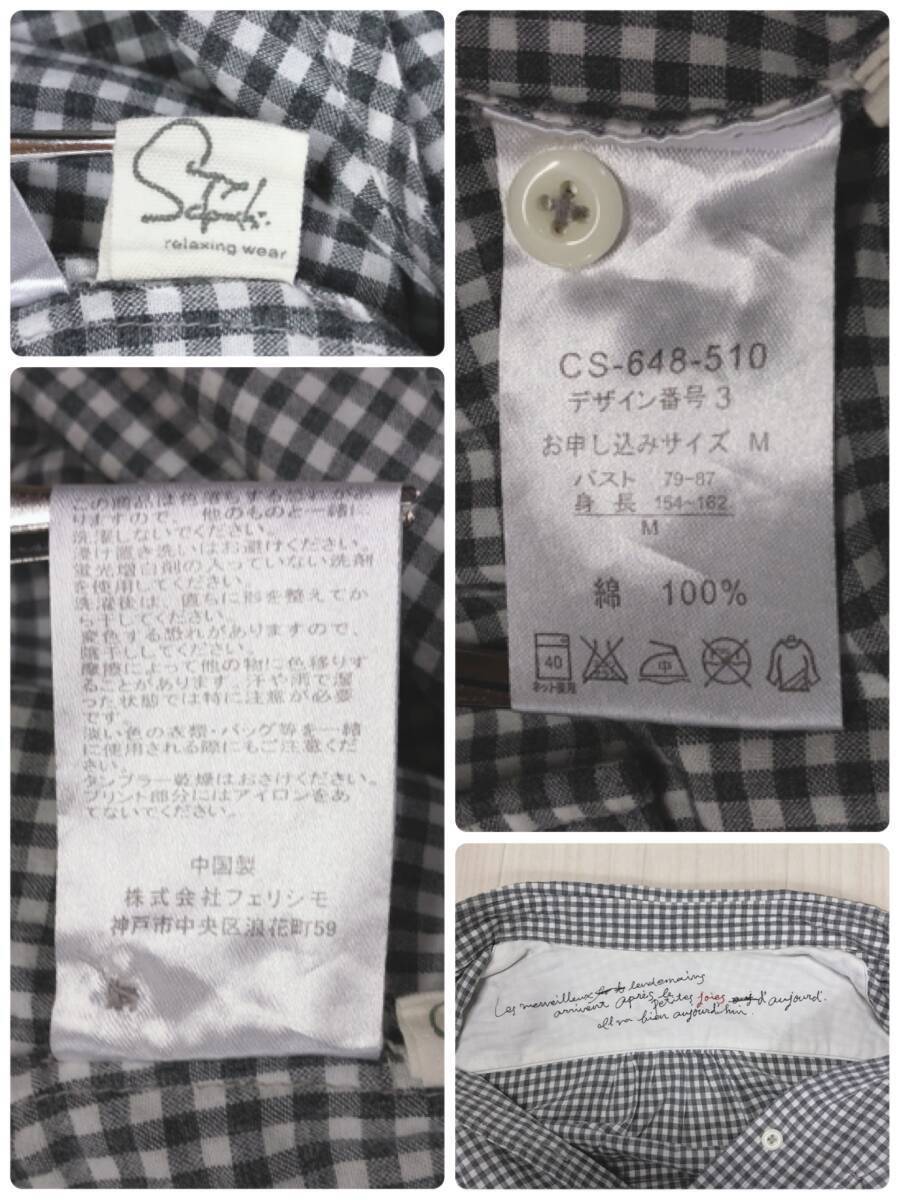 relaxing wear
CS-648-510
デザイン番号 3
お申し込みサイズ M
バスト 79-87
身長 154~162
M
綿 100%
40
中
ネット使用
この商品は色落ちする恐れがあ
りますので、他のものと一緒に
洗濯しないでください。
浸け置き洗いはお避けください。
蛍光増白剤の入っていない洗剤
を使用してください。
洗濯後は、直ちに形を整えてか
ら干してください。
変色する恐れがありますので、
陰干ししてください。
摩擦によって他の物に色移りす
ることがあります。汗や雨で湿
った状態では特に注意が必要
です。
淡い色の衣類・バッグ等を一緒
に使用される際にもご注意くだ
さい。
タンブラー乾燥はおさけください。
プリント部分にはアイロンをあ
てないでください。
中国製
株式会社フェリシモ
神戸市中央区浪花町59
Les merveilleux lendemains
arrivent après le
petites joies d'aujourd'.
Il va bien aujourd'hui.